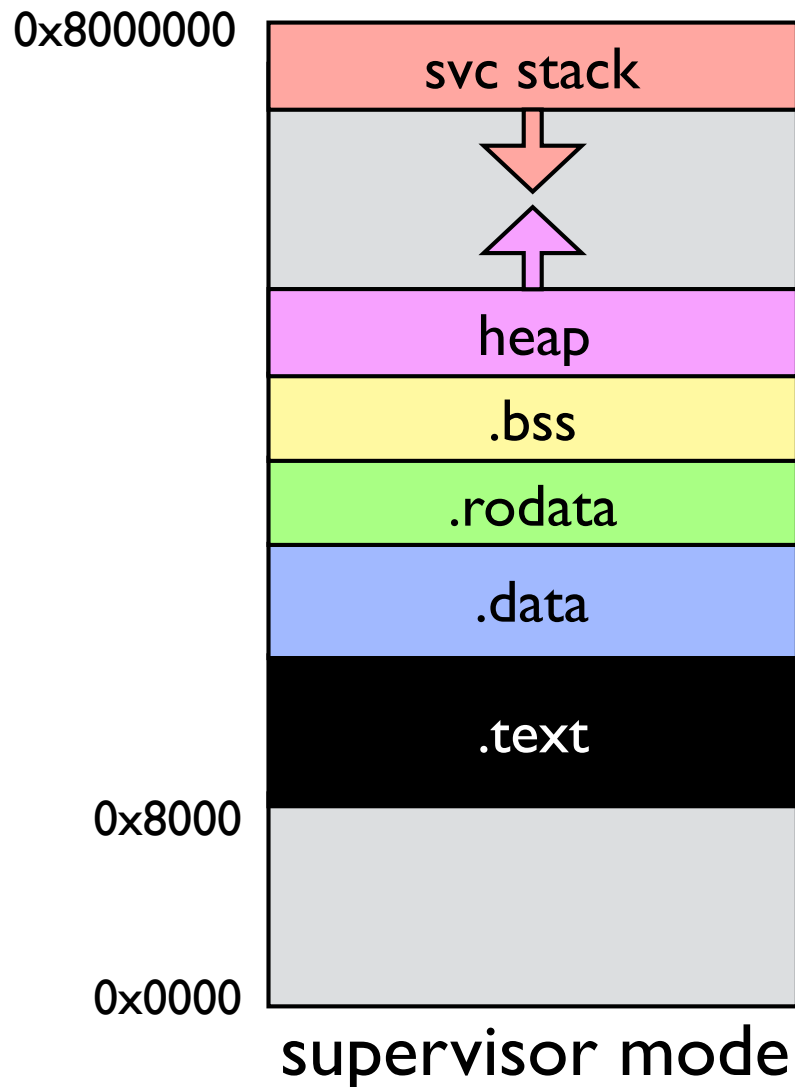 0x8000000
svc stack
heap
.bss
.rodata
.data
.text
0x8000
0x0000
supervisor mode